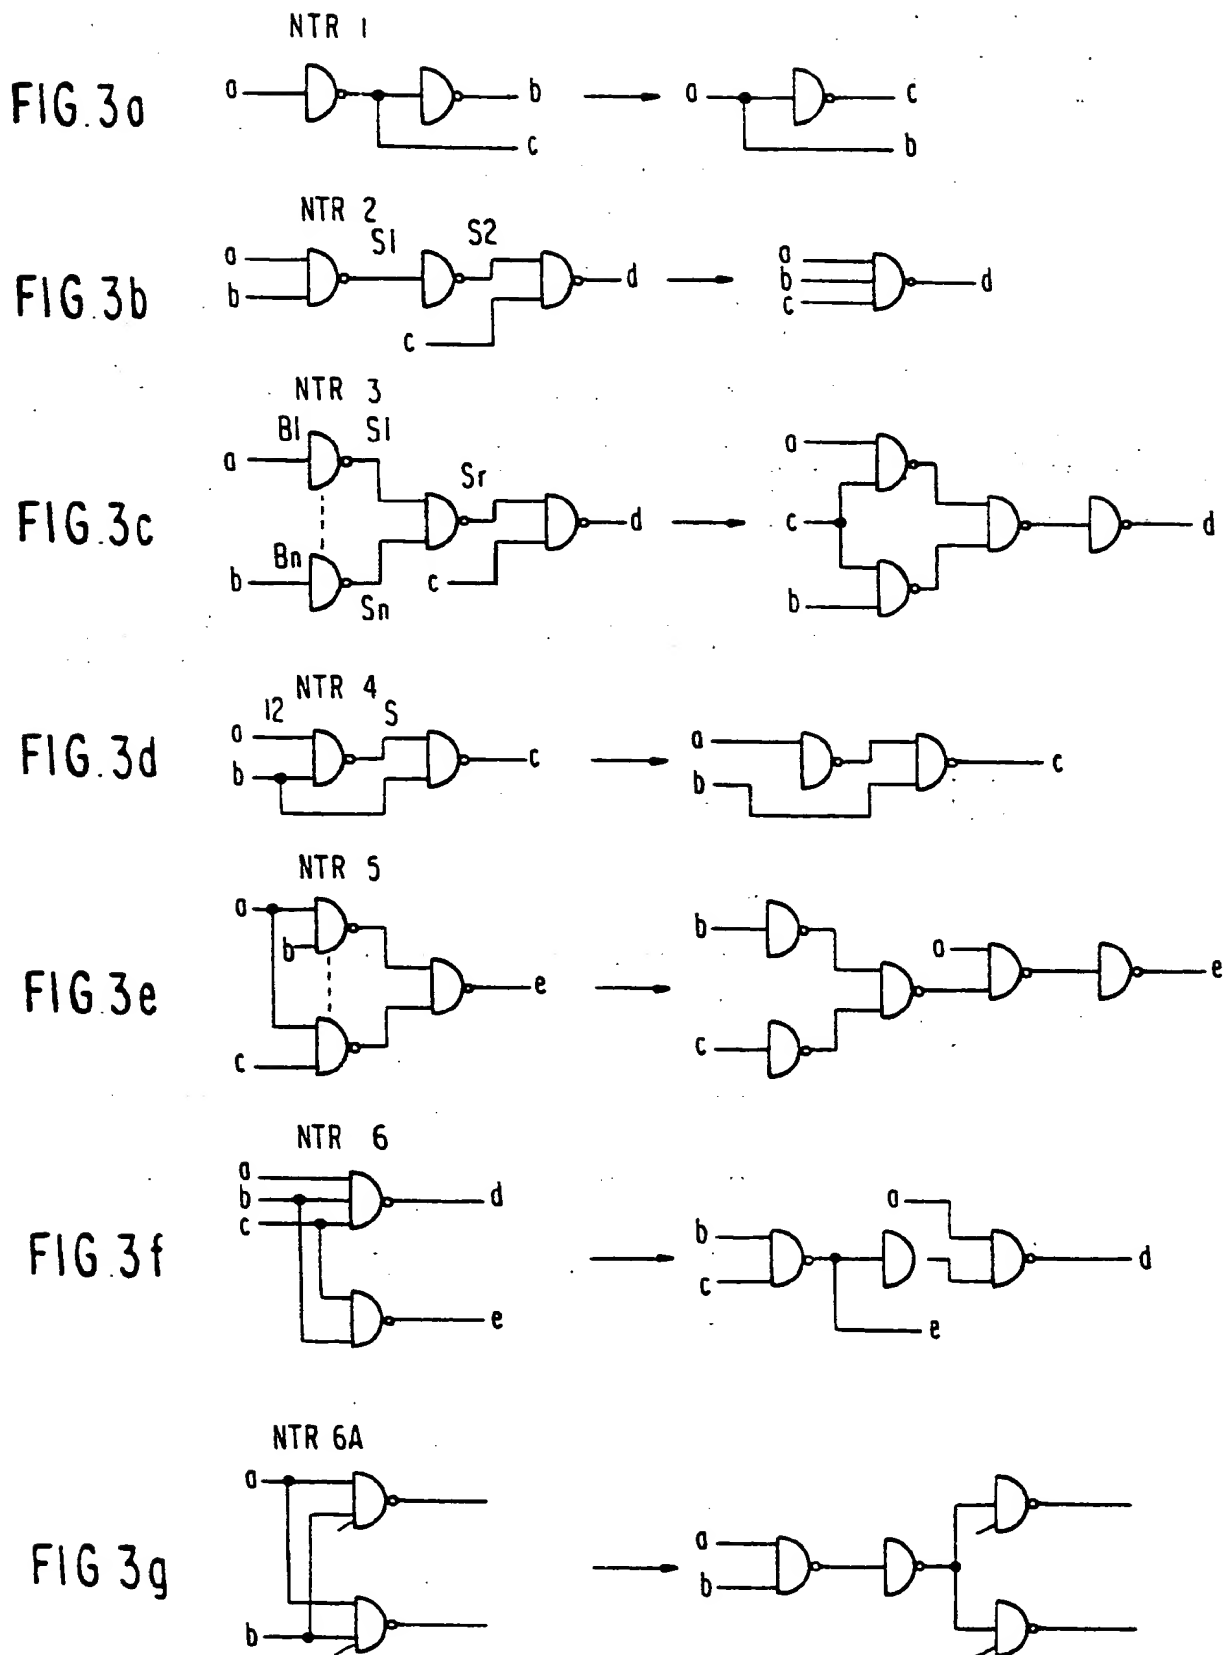 NTR 1
FIG.3a a b a c
c b
NTR 2
S1 S2
a a
FIG.3b b d b d
c c
NTR 3
B1 S1
a a
Sr
FIG.3c d c d
Bn
b c b
Sn
NTR 4
12 S
a a
FIG.3d b c b c
NTR 5
a b
b a
FIG.3e e e
c c
NTR 6
a
b d a
c b
FIG.3f c d
e e
NTR 6A
a
FIG 3g a
b b